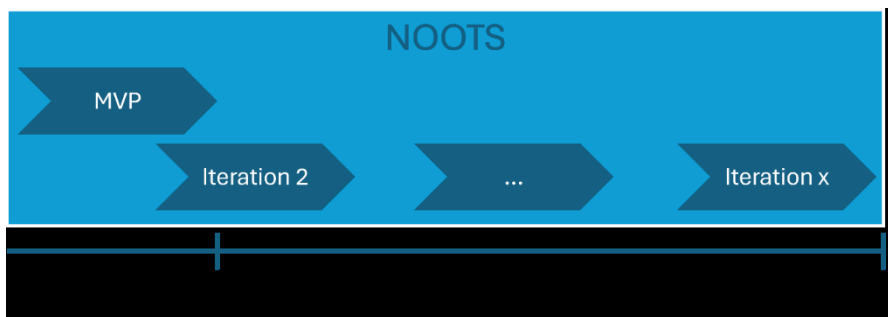 NOOTS
MVP
Iteration 2
...
Iteration x